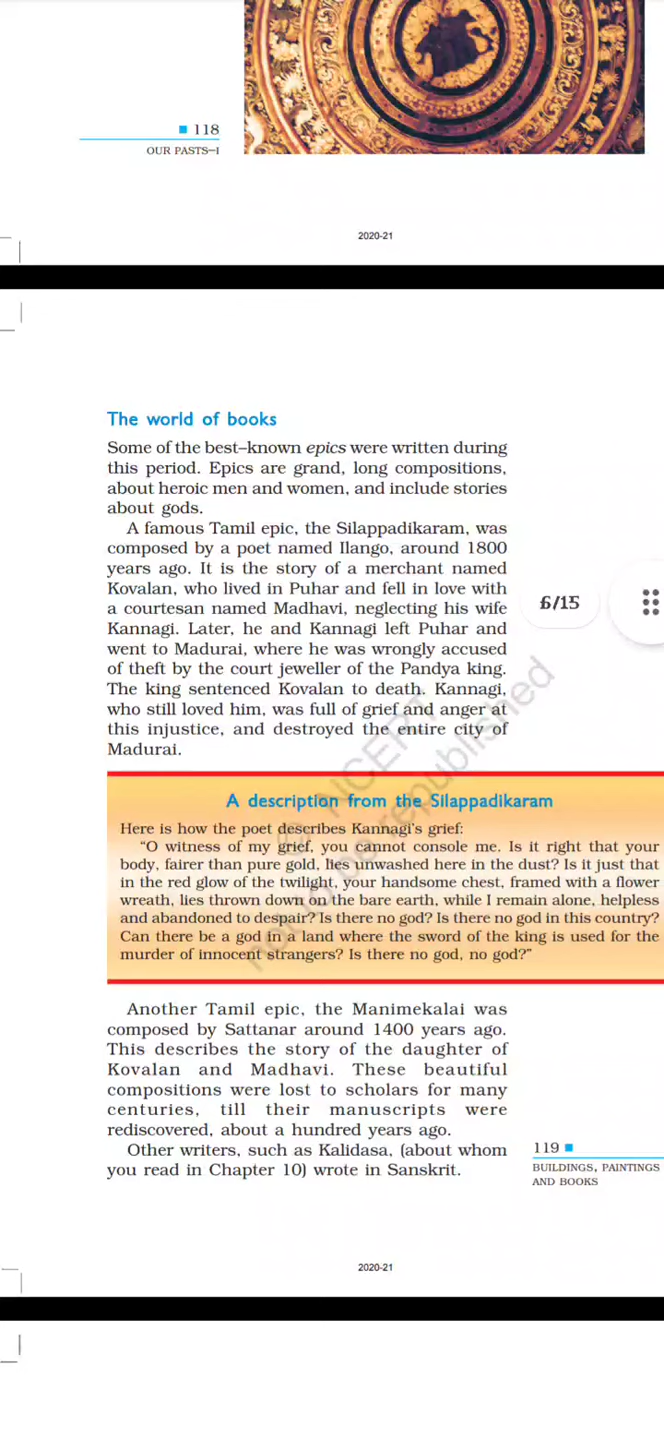 ■ 118
OUR PASTS–I
2020-21
The world of books
Some of the best–known epics were written during
this period. Epics are grand, long compositions,
about heroic men and women, and include stories
about gods.
A famous Tamil epic, the Silappadikaram, was
composed by a poet named Ilango, around 1800
years ago. It is the story of a merchant named
Kovalan, who lived in Puhar and fell in love with
a courtesan named Madhavi, neglecting his wife
Kannagi. Later, he and Kannagi left Puhar and
went to Madurai, where he was wrongly accused
of theft by the court jeweller of the Pandya king.
The king sentenced Kovalan to death. Kannagi,
who still loved him, was full of grief and anger at
this injustice, and destroyed the entire city of
Madurai.
6/15
© NCERT
not to be republished
A description from the Silappadikaram
Here is how the poet describes Kannagi's grief:
“O witness of my grief, you cannot console me. Is it right that your
body, fairer than pure gold, lies unwashed here in the dust? Is it just that
in the red glow of the twilight, your handsome chest, framed with a flower
wreath, lies thrown down on the bare earth, while I remain alone, helpless
and abandoned to despair? Is there no god? Is there no god in this country?
Can there be a god in a land where the sword of the king is used for the
murder of innocent strangers? Is there no god, no god?”
Another Tamil epic, the Manimekalai was
composed by Sattanar around 1400 years ago.
This describes the story of the daughter of
Kovalan and Madhavi. These beautiful
compositions were lost to scholars for many
centuries, till their manuscripts were
rediscovered, about a hundred years ago.
Other writers, such as Kalidasa, (about whom
you read in Chapter 10) wrote in Sanskrit.
119 ■
BUILDINGS, PAINTINGS
AND BOOKS
2020-21